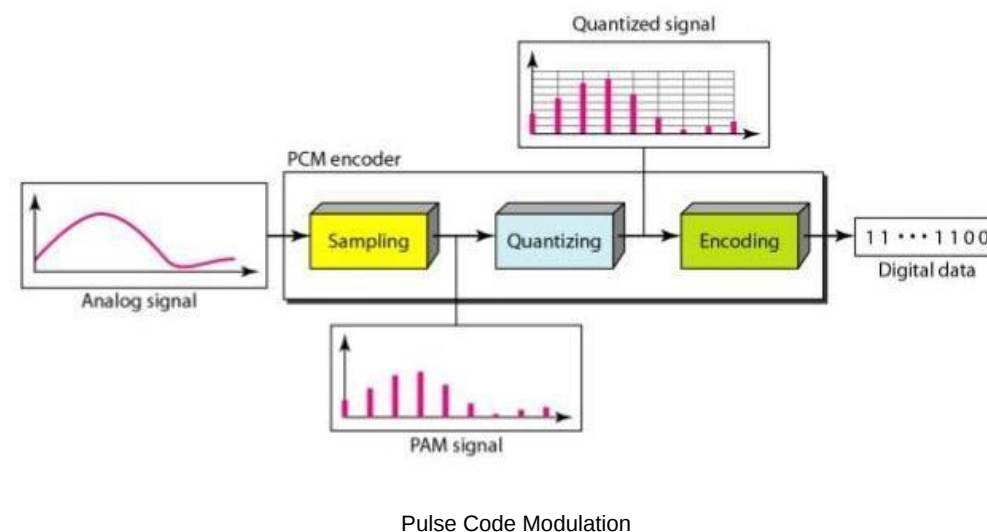 Quantized signal
PCM encoder
Sampling
Quantizing
Encoding
11 ••• 1100
Digital data
Analog signal
PAM signal
Pulse Code Modulation